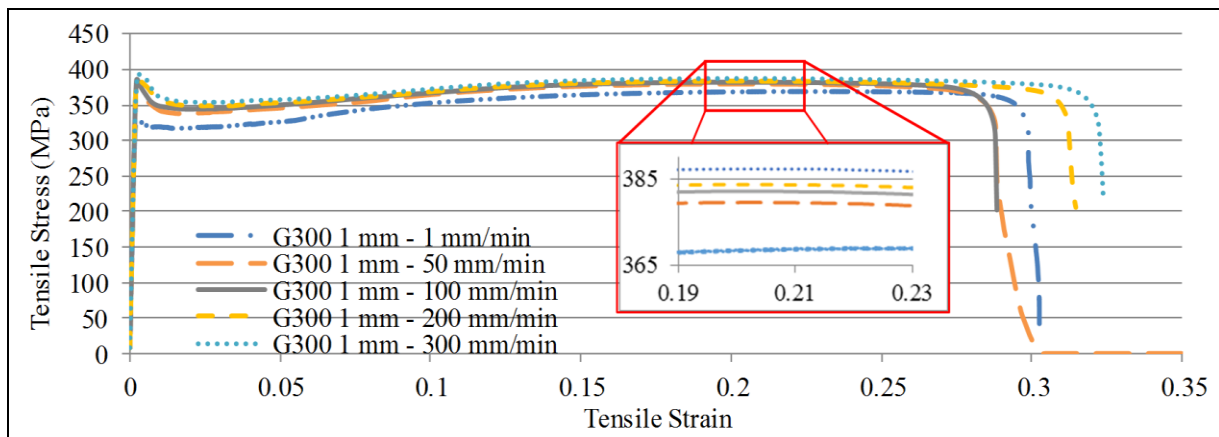 450
400
350
300
250
200
150
100
50
0
Tensile Stress (MPa)
G300 1 mm - 1 mm/min
G300 1 mm - 50 mm/min
G300 1 mm - 100 mm/min
G300 1 mm - 200 mm/min
G300 1 mm - 300 mm/min
385
365
0.19 0.21 0.23
0 0.05 0.1 0.15 0.2 0.25 0.3 0.35
Tensile Strain